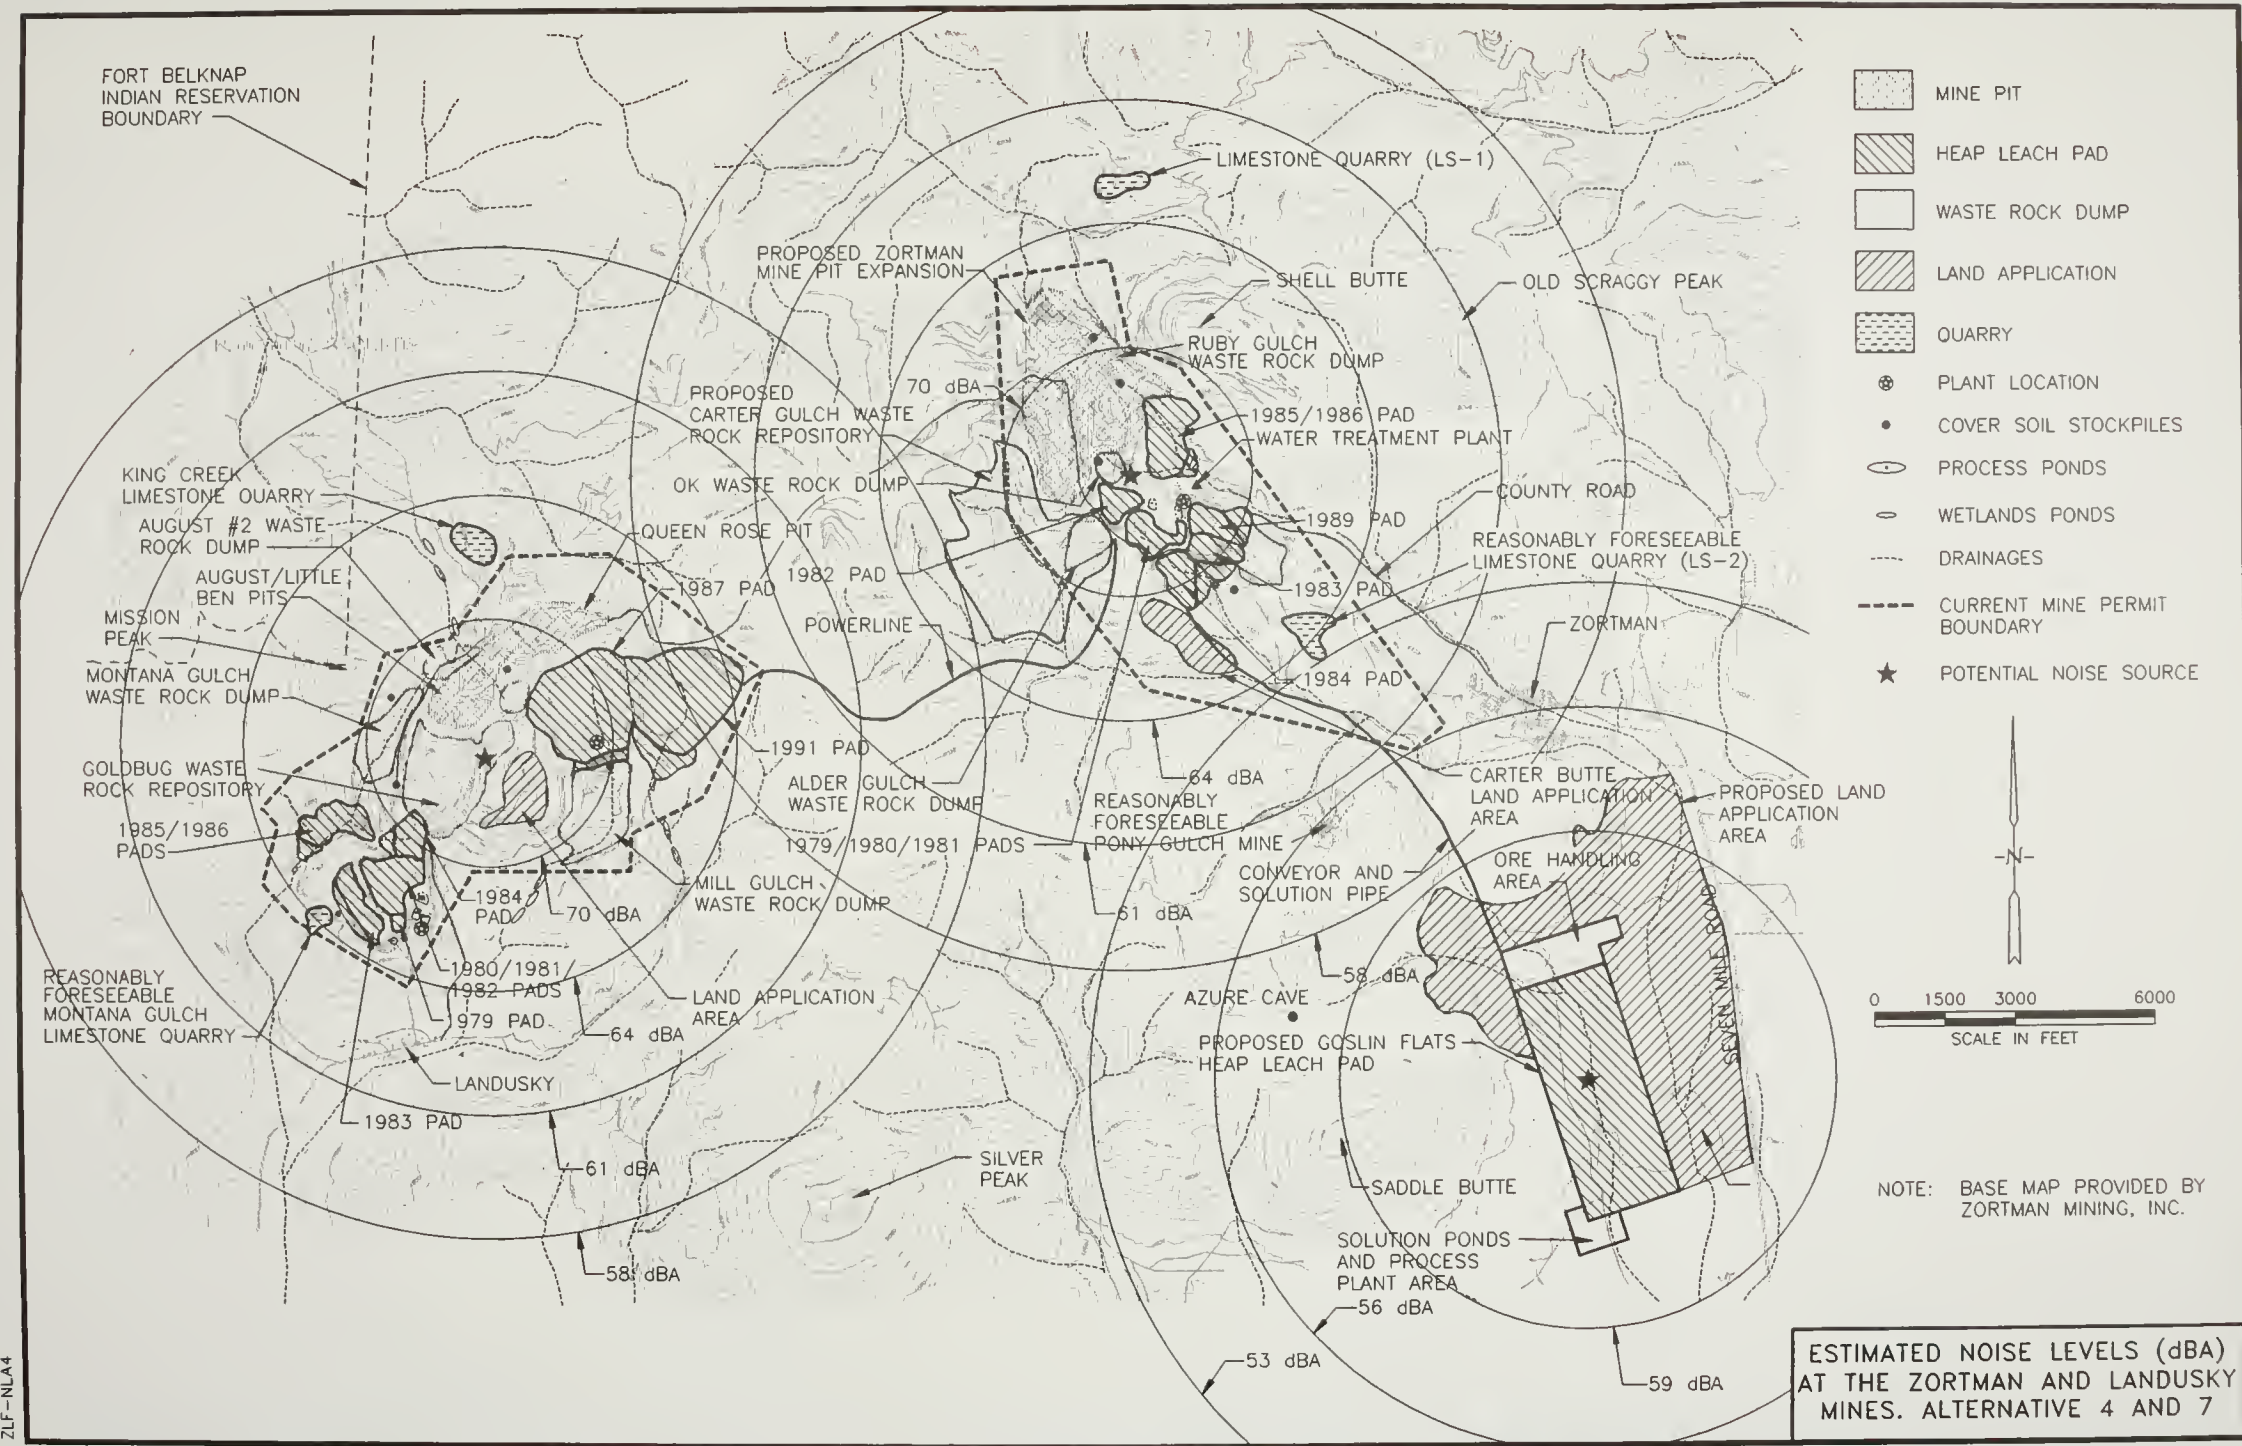 FORT BELKNAP
INDIAN RESERVATION
BOUNDARY
LIMESTONE QUARRY (LS-1)
PROPOSED ZORTMAN
MINE PIT EXPANSION
SHELL BUTTE
OLD SCRAGGY PEAK
RUBY GULCH
WASTE ROCK DUMP
70 dBA
PROPOSED
CARTER GULCH WASTE
ROCK REPOSITORY
1985/1986 PAD
WATER TREATMENT PLANT
KING CREEK
LIMESTONE QUARRY
OK WASTE ROCK DUMP
COUNTY ROAD
AUGUST #2 WASTE
ROCK DUMP
QUEEN ROSE PIT
1989 PAD
REASONABLY FORESEEABLE
LIMESTONE QUARRY (LS-2)
AUGUST/LITTLE
BEN PITS
1987 PAD
1982 PAD
1983 PAD
MISSION
PEAK
POWERLINE
ZORTMAN
MONTANA GULCH
WASTE ROCK DUMP
1984 PAD
1991 PAD
GOLDBUG WASTE
ROCK REPOSITORY
ALDER GULCH
WASTE ROCK DUMP
64 dBA
CARTER BUTTE
LAND APPLICATION
AREA
PROPOSED LAND
APPLICATION
AREA
1985/1986
PADS
1979/1980/1981 PADS
REASONABLY
FORESEEABLE
PONY GULCH MINE
CONVEYOR AND
SOLUTION PIPE
ORE HANDLING
AREA
MILL GULCH
WASTE ROCK DUMP
1984
PAD
70 dBA
61 dBA
SEVEN MILE ROAD
1980/1981/
1982 PADS
1979 PAD
58 dBA
REASONABLY
FORESEEABLE
MONTANA GULCH
LIMESTONE QUARRY
LAND APPLICATION
AREA
64 dBA
AZURE CAVE
PROPOSED GOSLIN FLATS
HEAP LEACH PAD
LANDUSKY
1983 PAD
61 dBA
SILVER
PEAK
SADDLE BUTTE
SOLUTION PONDS
AND PROCESS
PLANT AREA
58 dBA
56 dBA
53 dBA
59 dBA
MINE PIT
HEAP LEACH PAD
WASTE ROCK DUMP
LAND APPLICATION
QUARRY
PLANT LOCATION
COVER SOIL STOCKPILES
PROCESS PONDS
WETLANDS PONDS
DRAINAGES
CURRENT MINE PERMIT
BOUNDARY
POTENTIAL NOISE SOURCE
-N-
0 1500 3000 6000
SCALE IN FEET
NOTE: BASE MAP PROVIDED BY
ZORTMAN MINING, INC.
ESTIMATED NOISE LEVELS (dBA)
AT THE ZORTMAN AND LANDUSKY
MINES. ALTERNATIVE 4 AND 7
ZLF-NLA4